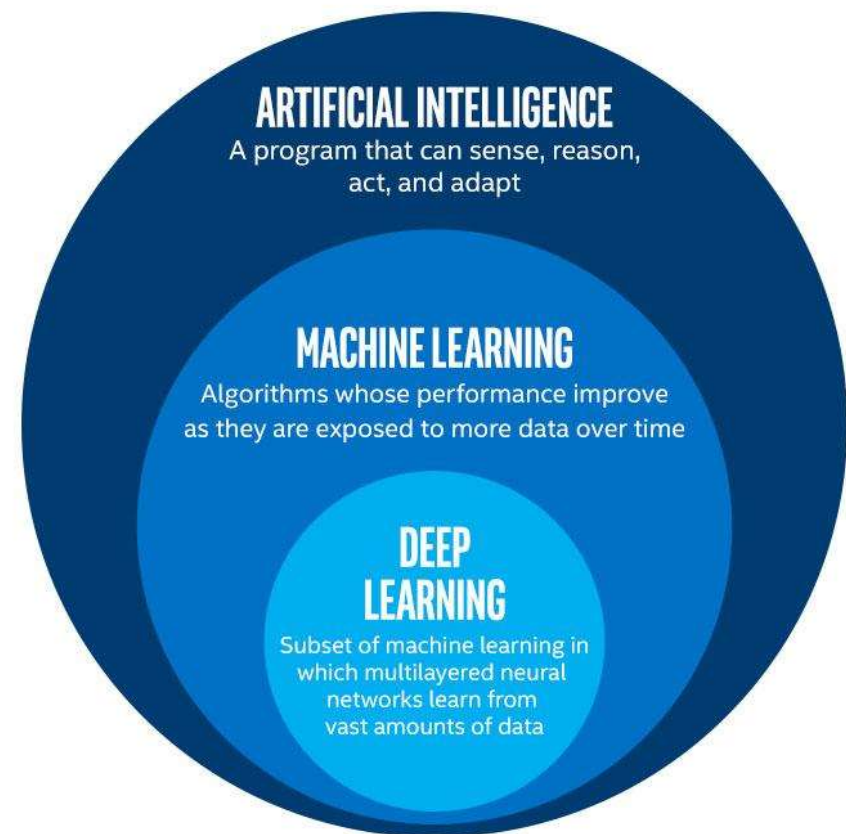 ARTIFICIAL INTELLIGENCE
A program that can sense, reason,
act, and adapt
MACHINE LEARNING
Algorithms whose performance improve
as they are exposed to more data over time
DEEP
LEARNING
Subset of machine learning in
which multilayered neural
networks learn from
vast amounts of data